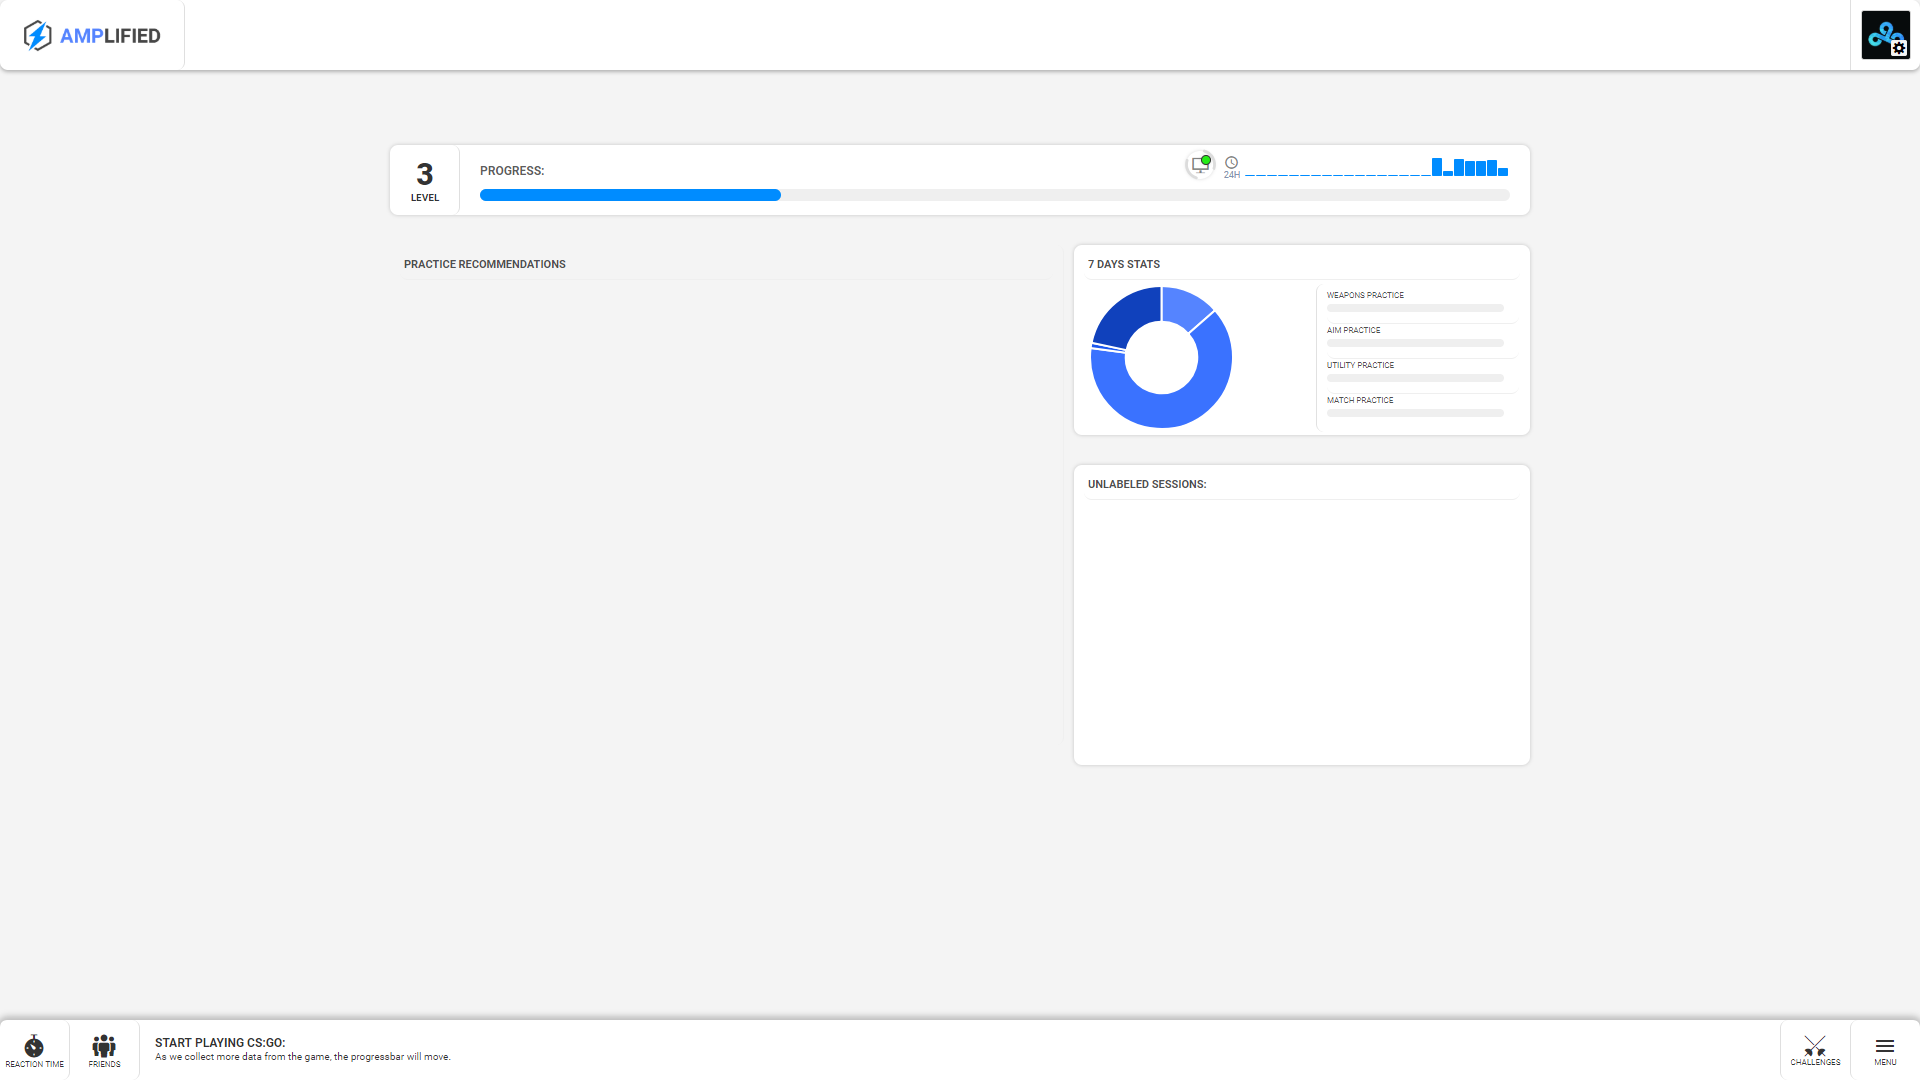 AMPLIFIED
3
LEVEL
PROGRESS:
24H
PRACTICE RECOMMENDATIONS
7 DAYS STATS
WEAPONS PRACTICE
AIM PRACTICE
UTILITY PRACTICE
MATCH PRACTICE
UNLABELED SESSIONS:
REACTION TIME
FRIENDS
START PLAYING CS:GO:
As we collect more data from the game, the progressbar will move.
CHALLENGES
MENU